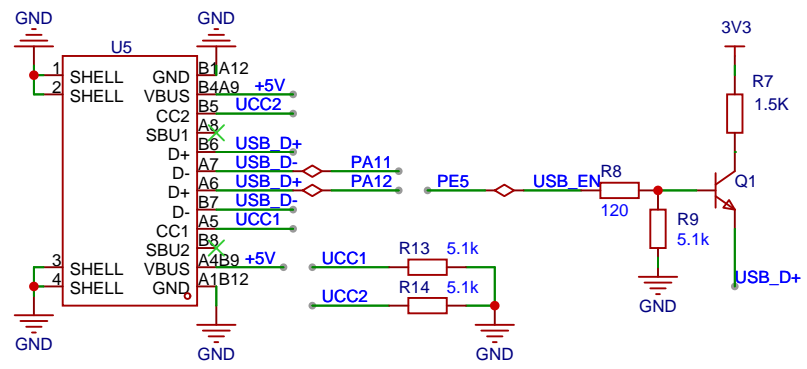 GND
GND
3V3
U5
1
SHELL
GND
B1A12
2
SHELL
VBUS
B4A9
+5V
R7
1.5K
CC2
B5
UCC2
SBU1
A8
D+
B6
USB_D+
D-
A7
USB_D-
PA11
D+
A6
USB_D+
PA12
PE5
USB_EN
R8
120
Q1
D-
B7
USB_D-
CC1
A5
UCC1
R9
5.1k
SBU2
B8
3
SHELL
VBUS
A4B9
+5V
UCC1
R13
5.1k
4
SHELL
GND
A1B12
UCC2
R14
5.1k
USB_D+
GND
GND
GND
GND